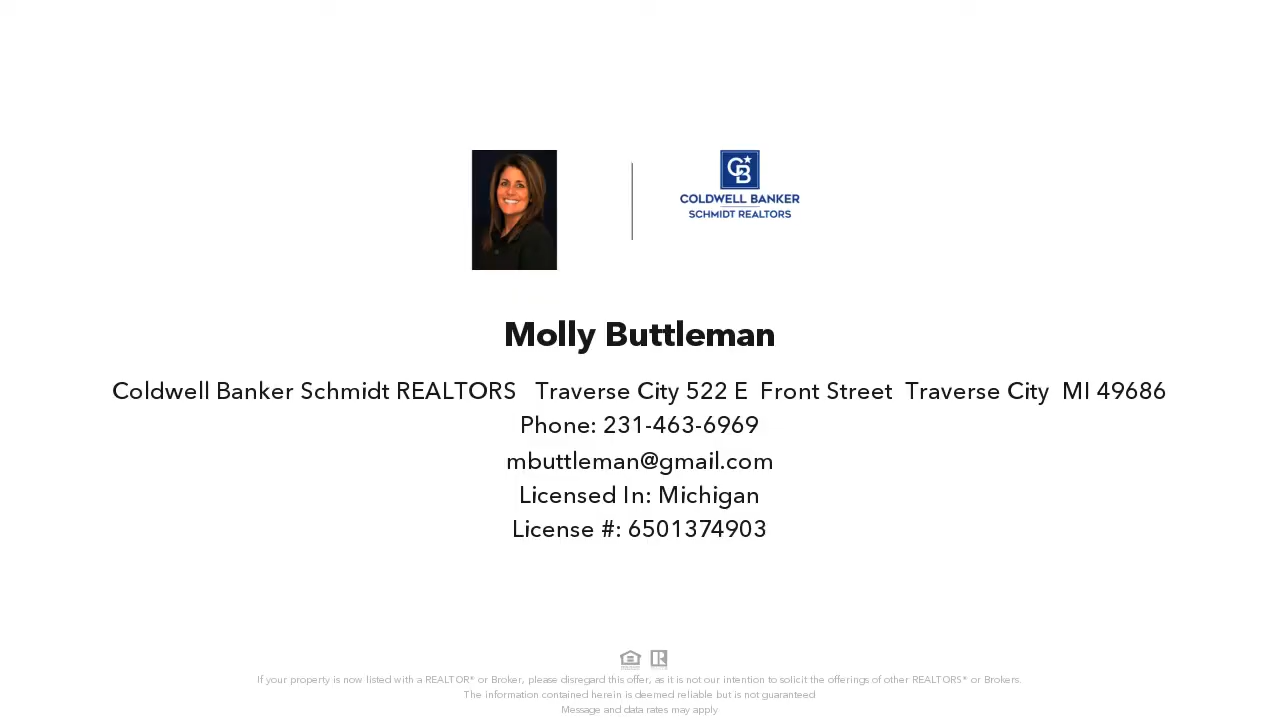 CB
COLDWELL BANKER
SCHMIDT REALTORS
Molly Buttleman
Coldwell Banker Schmidt REALTORS Traverse City 522 E Front Street Traverse City MI 49686
Phone: 231-463-6969
mbuttleman@gmail.com
Licensed In: Michigan
License #: 6501374903
If your property is now listed with a REALTOR® or Broker, please disregard this offer, as it is not our intention to solicit the offerings of other REALTORS® or Brokers.
The information contained herein is deemed reliable but is not guaranteed
Message and data rates may apply